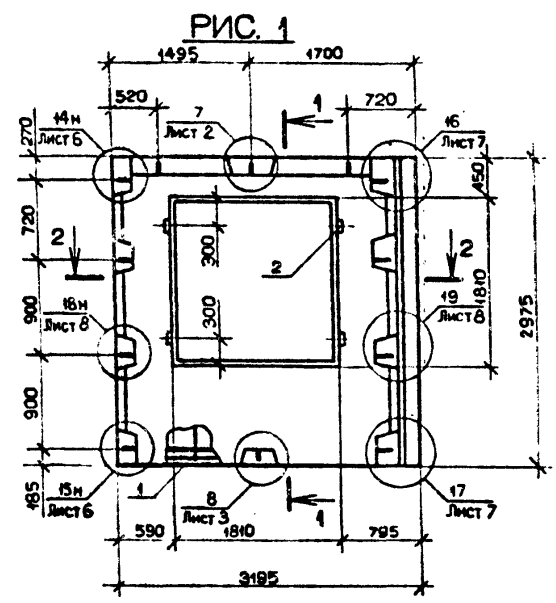 РИС. 1
1495 1700
520 7 1 720
14н Лист 2 16
Лист 6 Лист 7
270
450
720
2 300 2 2
900 300 19 1810
18н Лист 8
Лист 8 2975
900
185
15н 1 8 1 17
Лист 6 Лист 3 Лист 7
590 1810 795
3195